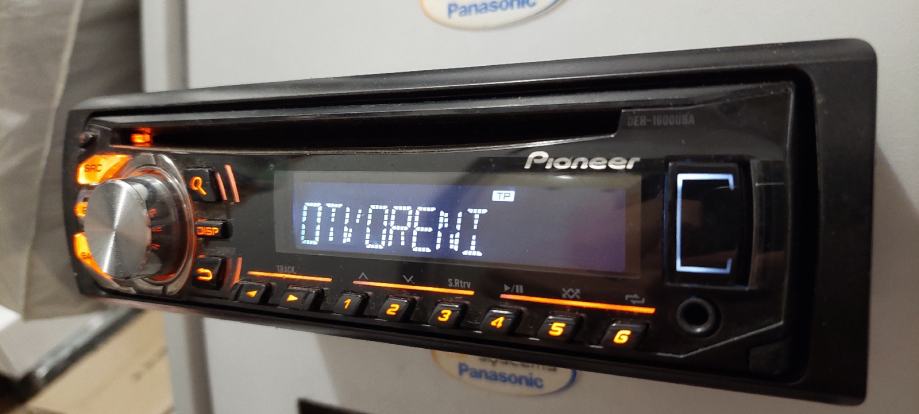 Panasonic
DEH-1600UBA
Pioneer
SRC
DISP
TP
OTVORENI
TRACK
S.Rtrv
1 2 3 4 5 6
Panasonic